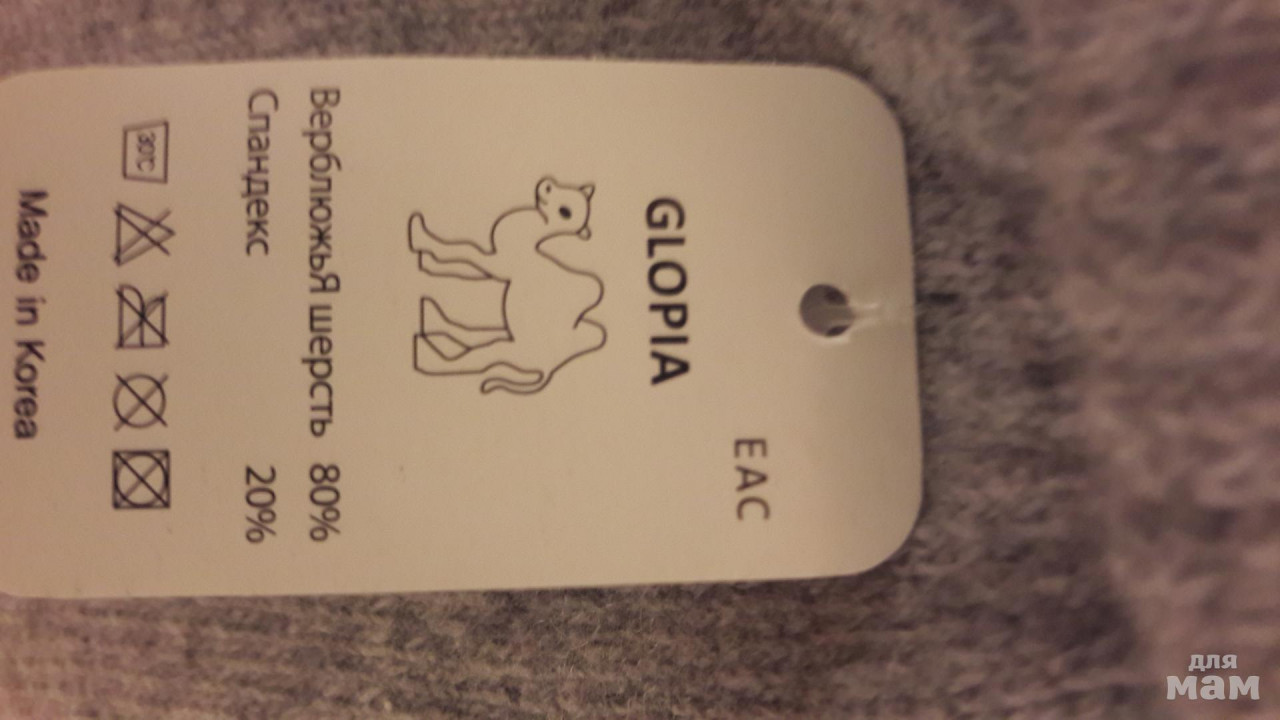 EAC
GLOPIA
ВерблюжьЯ шерсть 80%
Спандекс 20%
30℃
Made in Korea
для
мам